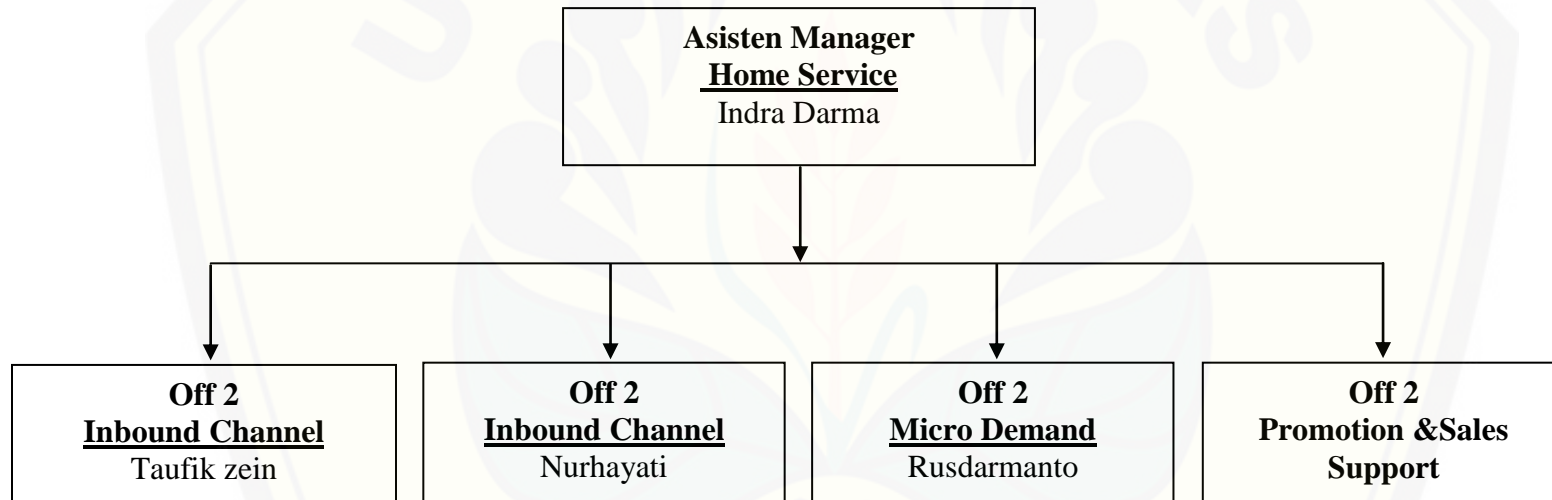 Asisten Manager
Home Service
Indra Darma
Off 2
Inbound Channel
Taufik zein
Off 2
Inbound Channel
Nurhayati
Off 2
Micro Demand
Rusdarmanto
Off 2
Promotion &Sales
Support